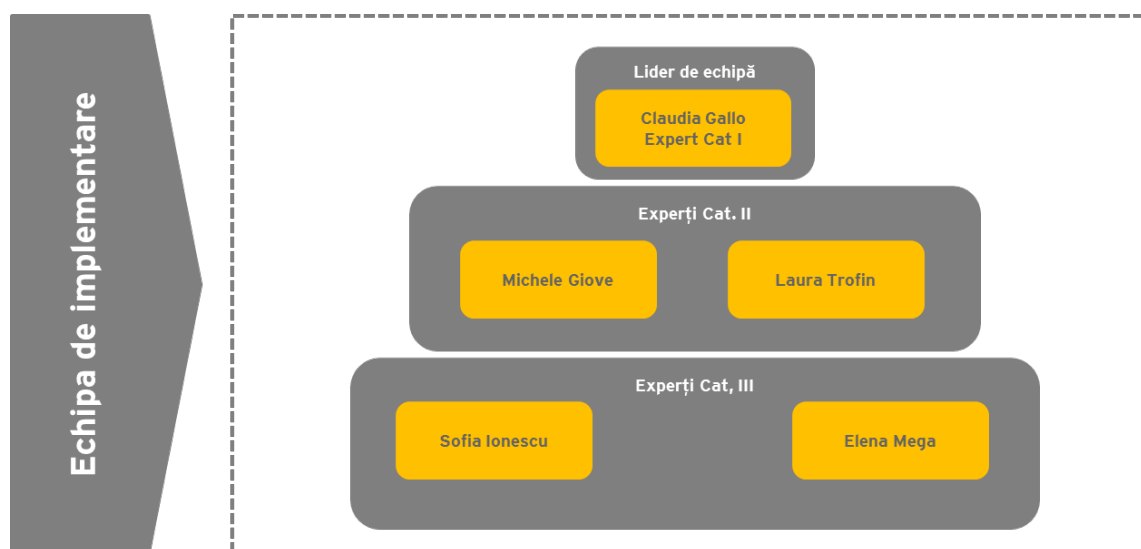 Echipa de implementare
Lider de echipă
Claudia Gallo
Expert Cat I
Experți Cat. II
Michele Giove
Laura Trofin
Experți Cat, III
Sofia Ionescu
Elena Mega